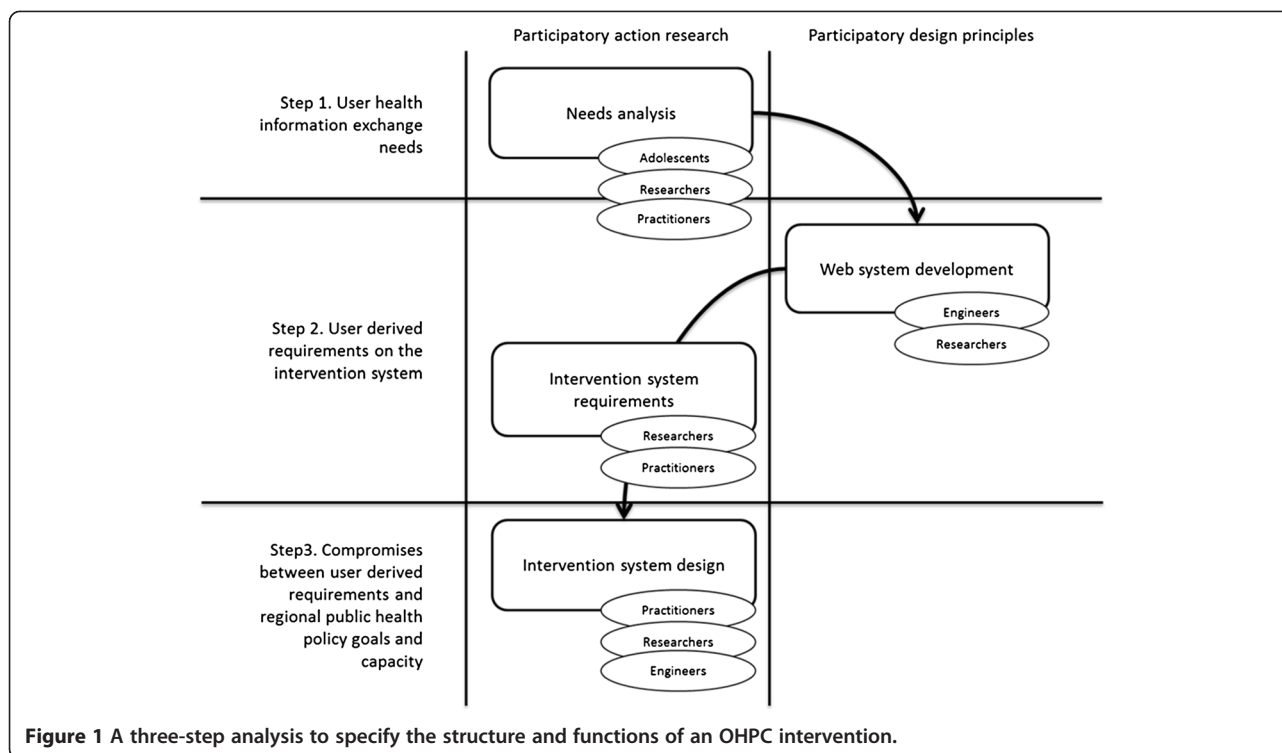 Participatory action research
Participatory design principles
Step 1. User health
information exchange
needs
Needs analysis
Adolescents
Researchers
Practitioners
Step 2. User derived
requirements on the
intervention system
Web system development
Engineers
Researchers
Intervention system
requirements
Researchers
Practitioners
Step3. Compromises
between user derived
requirements and
regional public health
policy goals and
capacity
Intervention system design
Practitioners
Researchers
Engineers
Figure 1 A three-step analysis to specify the structure and functions of an OHPC intervention.